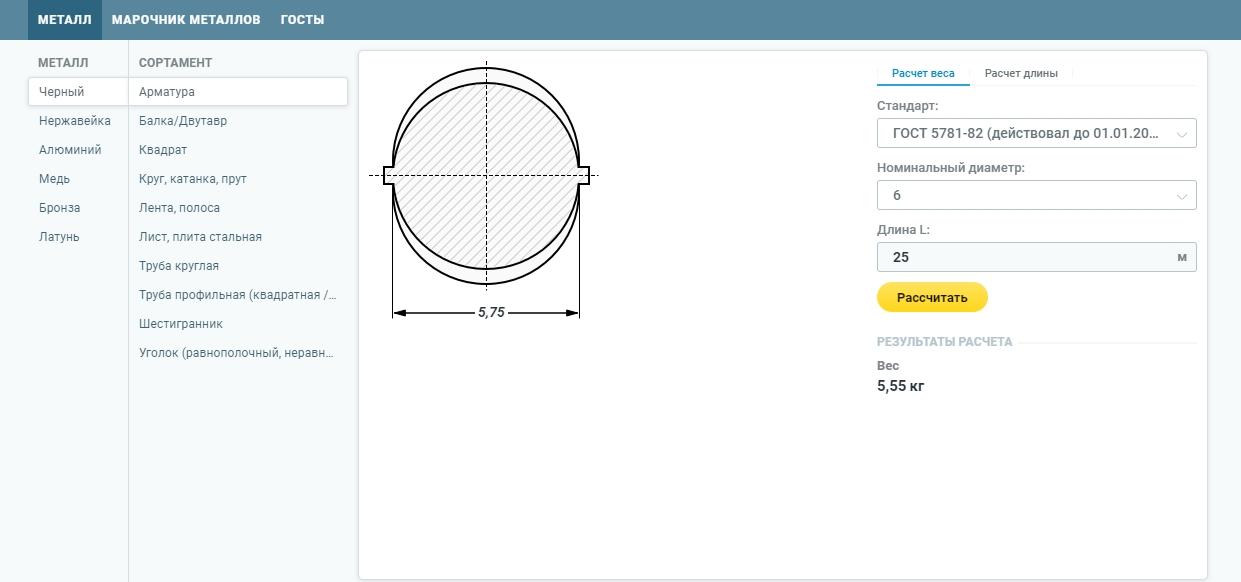 МЕТАЛЛ МАРОЧНИК МЕТАЛЛОВ ГОСТЫ
МЕТАЛЛ
Черный
Нержавейка
Алюминий
Медь
Бронза
Латунь
СОРТАМЕНТ
Арматура
Балка/Двутавр
Квадрат
Круг, катанка, прут
Лента, полоса
Лист, плита стальная
Труба круглая
Труба профильная (квадратная /...
Шестигранник
Уголок (равнополочный, неравн...
5,75
Расчет веса Расчет длины
Стандарт:
ГОСТ 5781-82 (действовал до 01.01.20...
Номинальный диаметр:
6
Длина L:
25 м
Рассчитать
РЕЗУЛЬТАТЫ РАСЧЕТА
Вес
5,55 кг